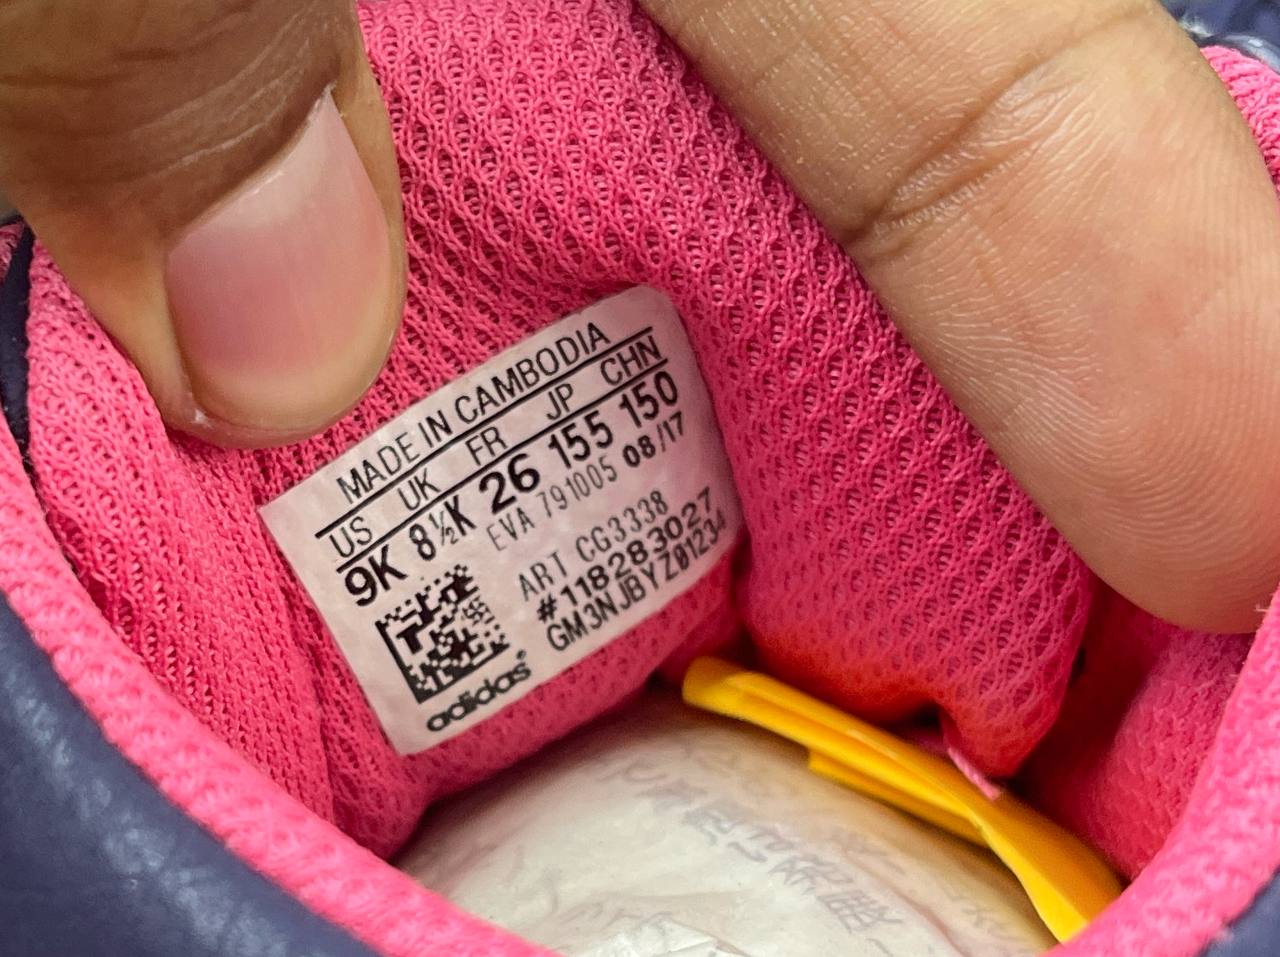 MADE IN CAMBODIA
US UK FR JP CHN
9K 8½K 26 155 150
EVA 791005 08/17
ART CG3338
#118283027
GM3NJBYZ01234
adidas